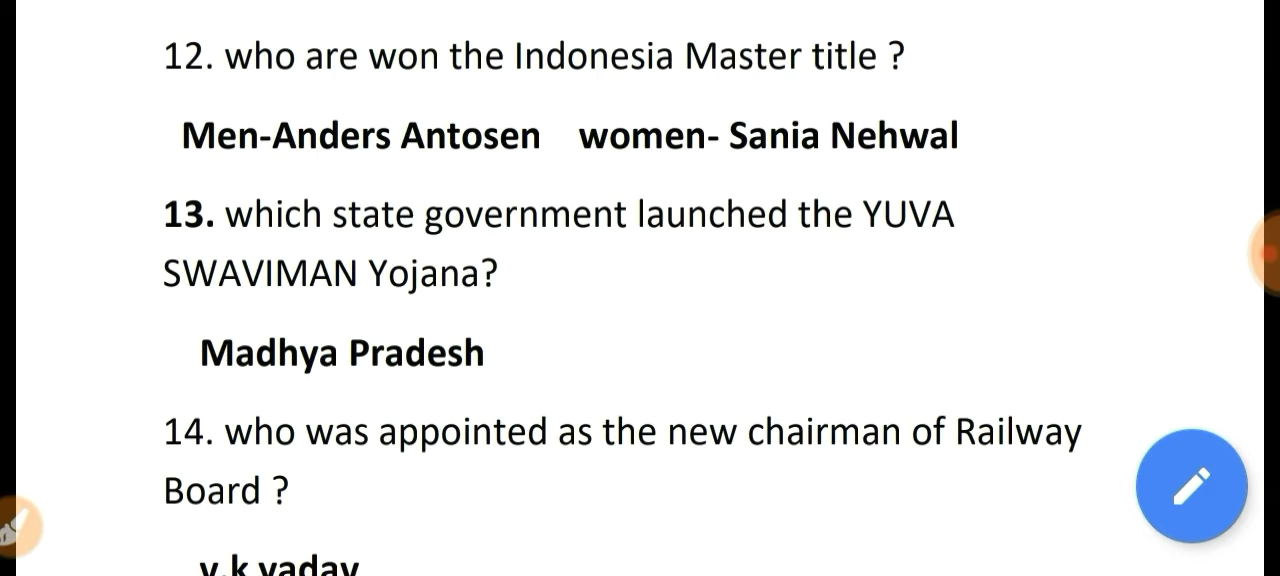 12. who are won the Indonesia Master title ?
Men-Anders Antosen women- Sania Nehwal
13. which state government launched the YUVA
SWAVIMAN Yojana?
Madhya Pradesh
14. who was appointed as the new chairman of Railway
Board ?
v.k yadav